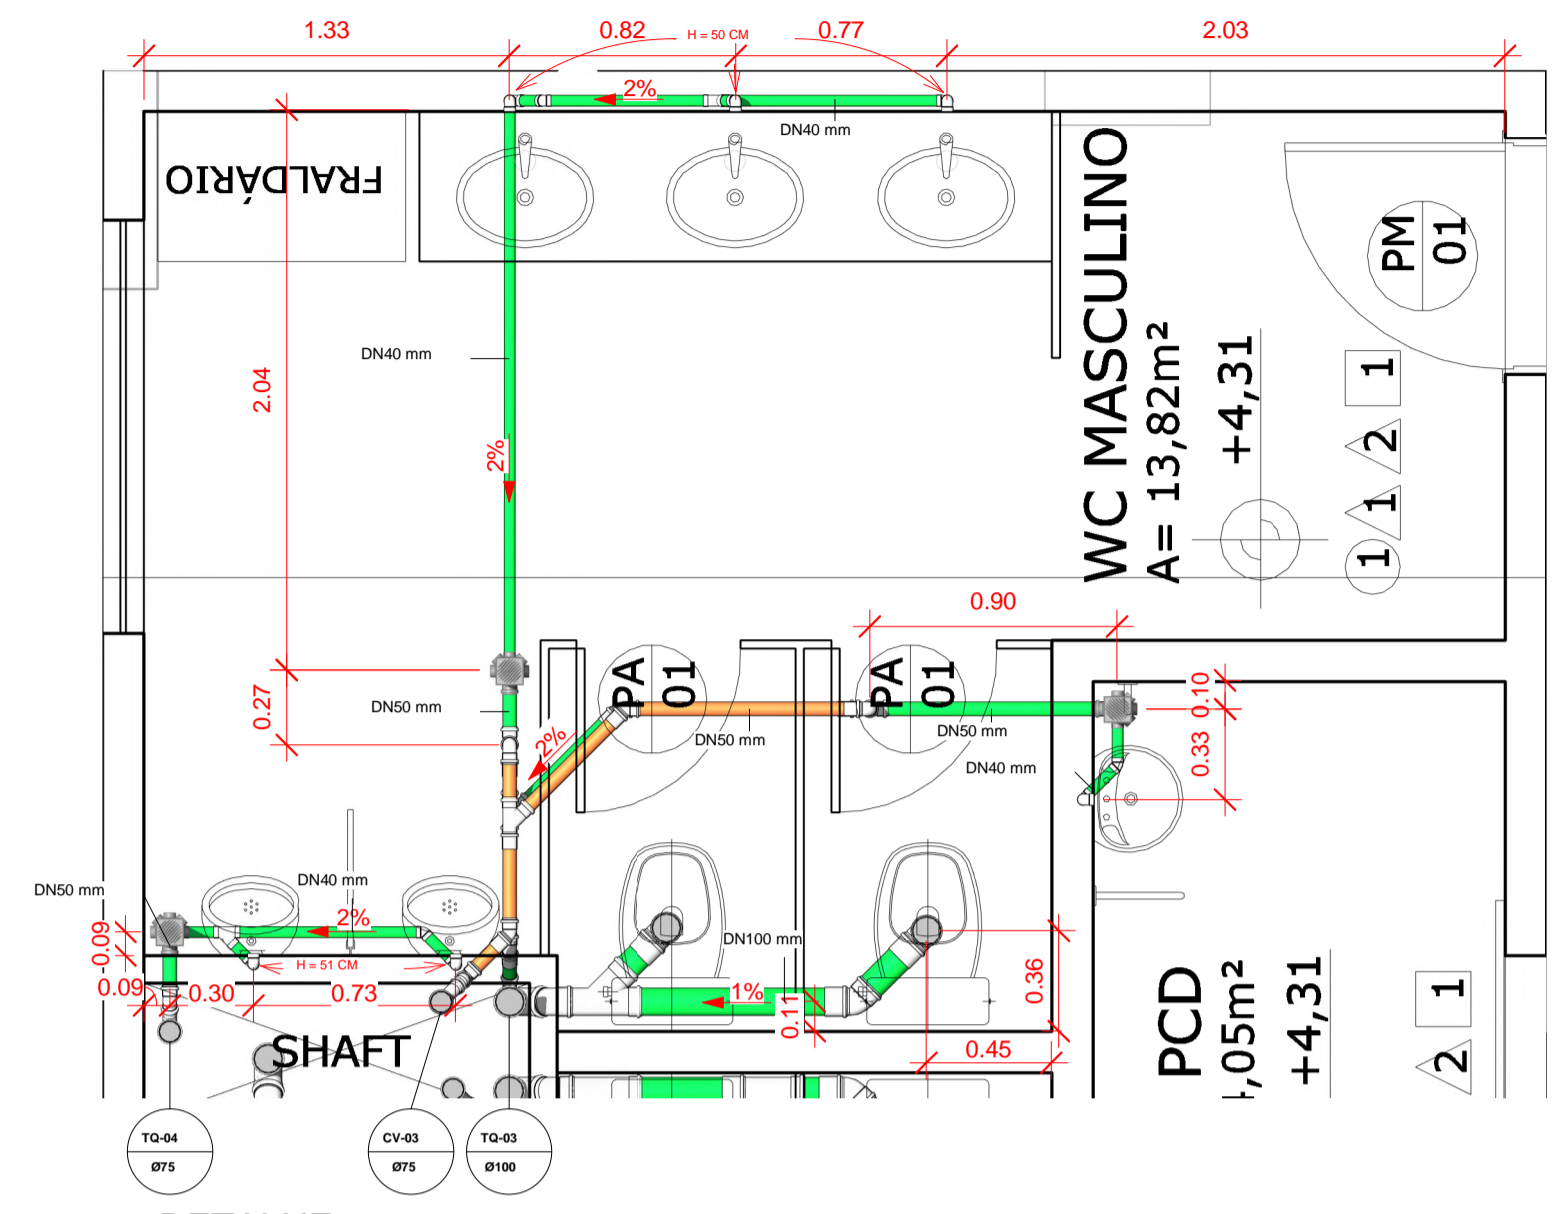 1.33
0.82
H = 50 CM
0.77
2.03
2%
DN40 mm
FRALDÁRIO
WC MASCULINO
A= 13,82m²
+4,31
PM
01
1
2
1
1
DN40 mm
2.04
2%
0.90
PA
01
PA
01
0.27
DN50 mm
DN50 mm
DN50 mm
0.10
0.33
2%
DN40 mm
DN50 mm
DN40 mm
2%
0.09
H = 51 CM
0.09
0.30
0.73
DN100 mm
1%
0.11
0.36
0.45
SHAFT
PCD
,05m²
+4,31
1
2
TQ-04
Ø75
CV-03
Ø75
TQ-03
Ø100